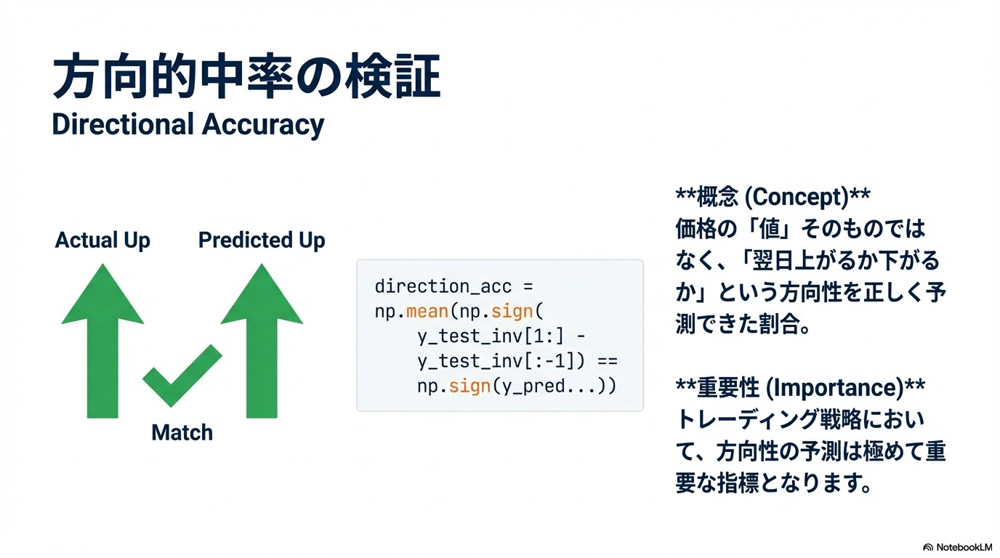 方向的中率の検証
Directional Accuracy
Actual Up
Predicted Up
Match
direction_acc =
np.mean(np.sign(
    y_test_inv[1:] -
    y_test_inv[:-1]) ==
    np.sign(y_pred...))
**概念 (Concept)**
価格の「値」そのものでは
なく、「翌日上がるか下がる
か」という方向性を正しく予
測できた割合。
**重要性 (Importance)**
トレーディング戦略におい
て、方向性の予測は極めて重
要な指標となります。
NotebookLM